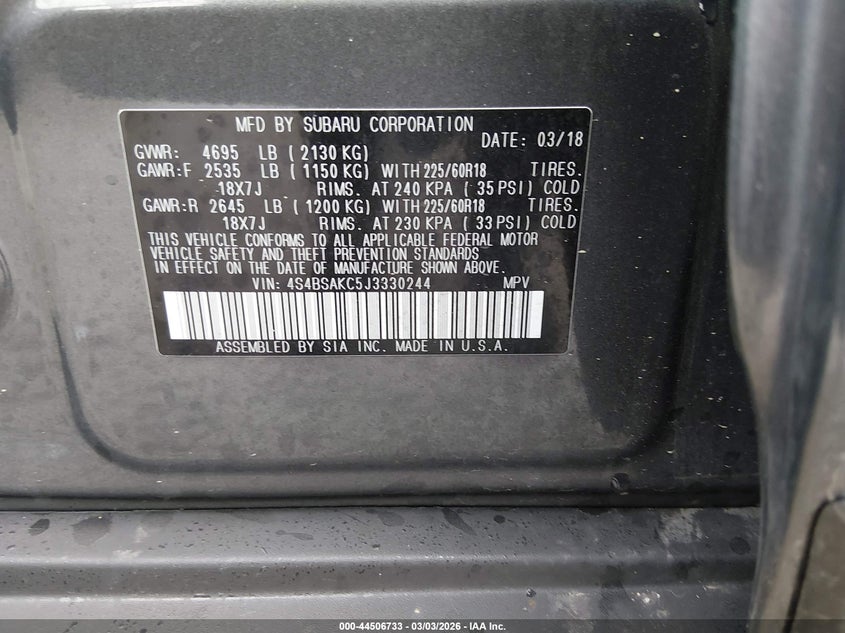 MFD BY SUBARU CORPORATION
DATE: 03/18
GVWR: 4695 LB (2130 KG)
GAWR:F 2535 LB (1150 KG) WITH 225/60R18 TIRES.
18X7J RIMS. AT 240 KPA (35 PSI) COLD
GAWR:R 2645 LB (1200 KG) WITH 225/60R18 TIRES.
18X7J RIMS. AT 230 KPA (33 PSI) COLD
THIS VEHICLE CONFORMS TO ALL APPLICABLE FEDERAL MOTOR
VEHICLE SAFETY AND THEFT PREVENTION STANDARDS
IN EFFECT ON THE DATE OF MANUFACTURE SHOWN ABOVE.
VIN: 4S4BSAKC5J3330244 MPV
ASSEMBLED BY SIA INC. MADE IN U.S.A.
000-44506733 - 03/03/2026 - IAA Inc.